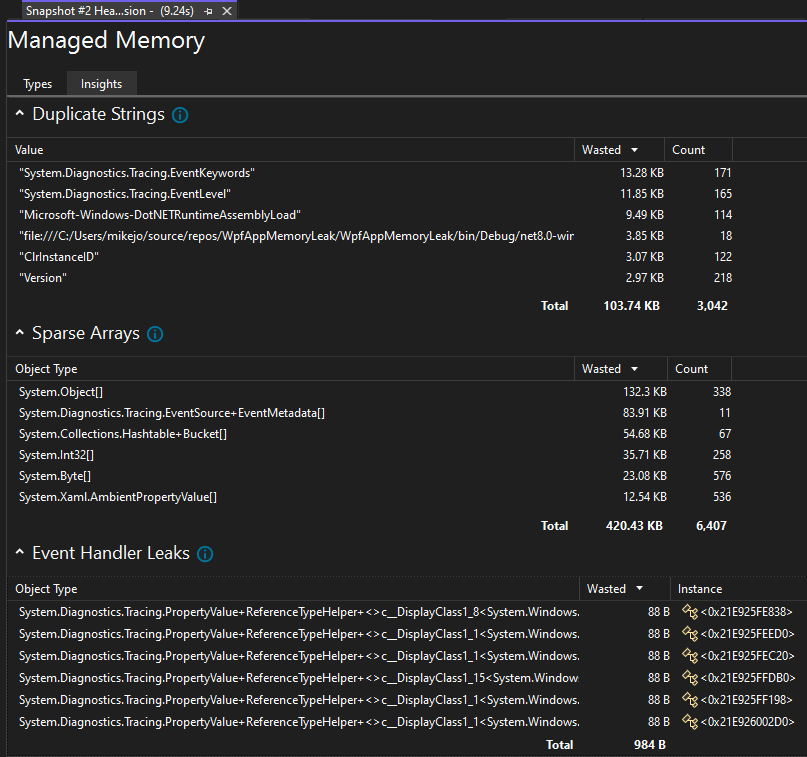 Snapshot #2 Hea...sion - (9.24s)
Managed Memory
Types Insights
Duplicate Strings
Value Wasted Count
"System.Diagnostics.Tracing.EventKeywords" 13.28 KB 171
"System.Diagnostics.Tracing.EventLevel" 11.85 KB 165
"Microsoft-Windows-DotNETRuntimeAssemblyLoad" 9.49 KB 114
"file:///C:/Users/mikejo/source/repos/WpfAppMemoryLeak/WpfAppMemoryLeak/bin/Debug/net8.0-wir 3.85 KB 18
"ClrInstanceID" 3.07 KB 122
"Version" 2.97 KB 218
Total 103.74 KB 3,042
Sparse Arrays
Object Type Wasted Count
System.Object[] 132.3 KB 338
System.Diagnostics.Tracing.EventSource+EventMetadata[] 83.91 KB 11
System.Collections.Hashtable+Bucket[] 54.68 KB 67
System.Int32[] 35.71 KB 258
System.Byte[] 23.08 KB 576
System.Xaml.AmbientPropertyValue[] 12.54 KB 536
Total 420.43 KB 6,407
Event Handler Leaks
Object Type Wasted Instance
System.Diagnostics.Tracing.PropertyValue+ReferenceTypeHelper+<>c__DisplayClass1_8<System.Windows. 88 B <0x21E925FE838>
System.Diagnostics.Tracing.PropertyValue+ReferenceTypeHelper+<>c__DisplayClass1_1<System.Windows. 88 B <0x21E925FEED0>
System.Diagnostics.Tracing.PropertyValue+ReferenceTypeHelper+<>c__DisplayClass1_1<System.Windows. 88 B <0x21E925FEC20>
System.Diagnostics.Tracing.PropertyValue+ReferenceTypeHelper+<>c__DisplayClass1_15<System.Window 88 B <0x21E925FFDB0>
System.Diagnostics.Tracing.PropertyValue+ReferenceTypeHelper+<>c__DisplayClass1_1<System.Windows. 88 B <0x21E925FF198>
System.Diagnostics.Tracing.PropertyValue+ReferenceTypeHelper+<>c__DisplayClass1_1<System.Windows. 88 B <0x21E926002D0>
Total 984 B